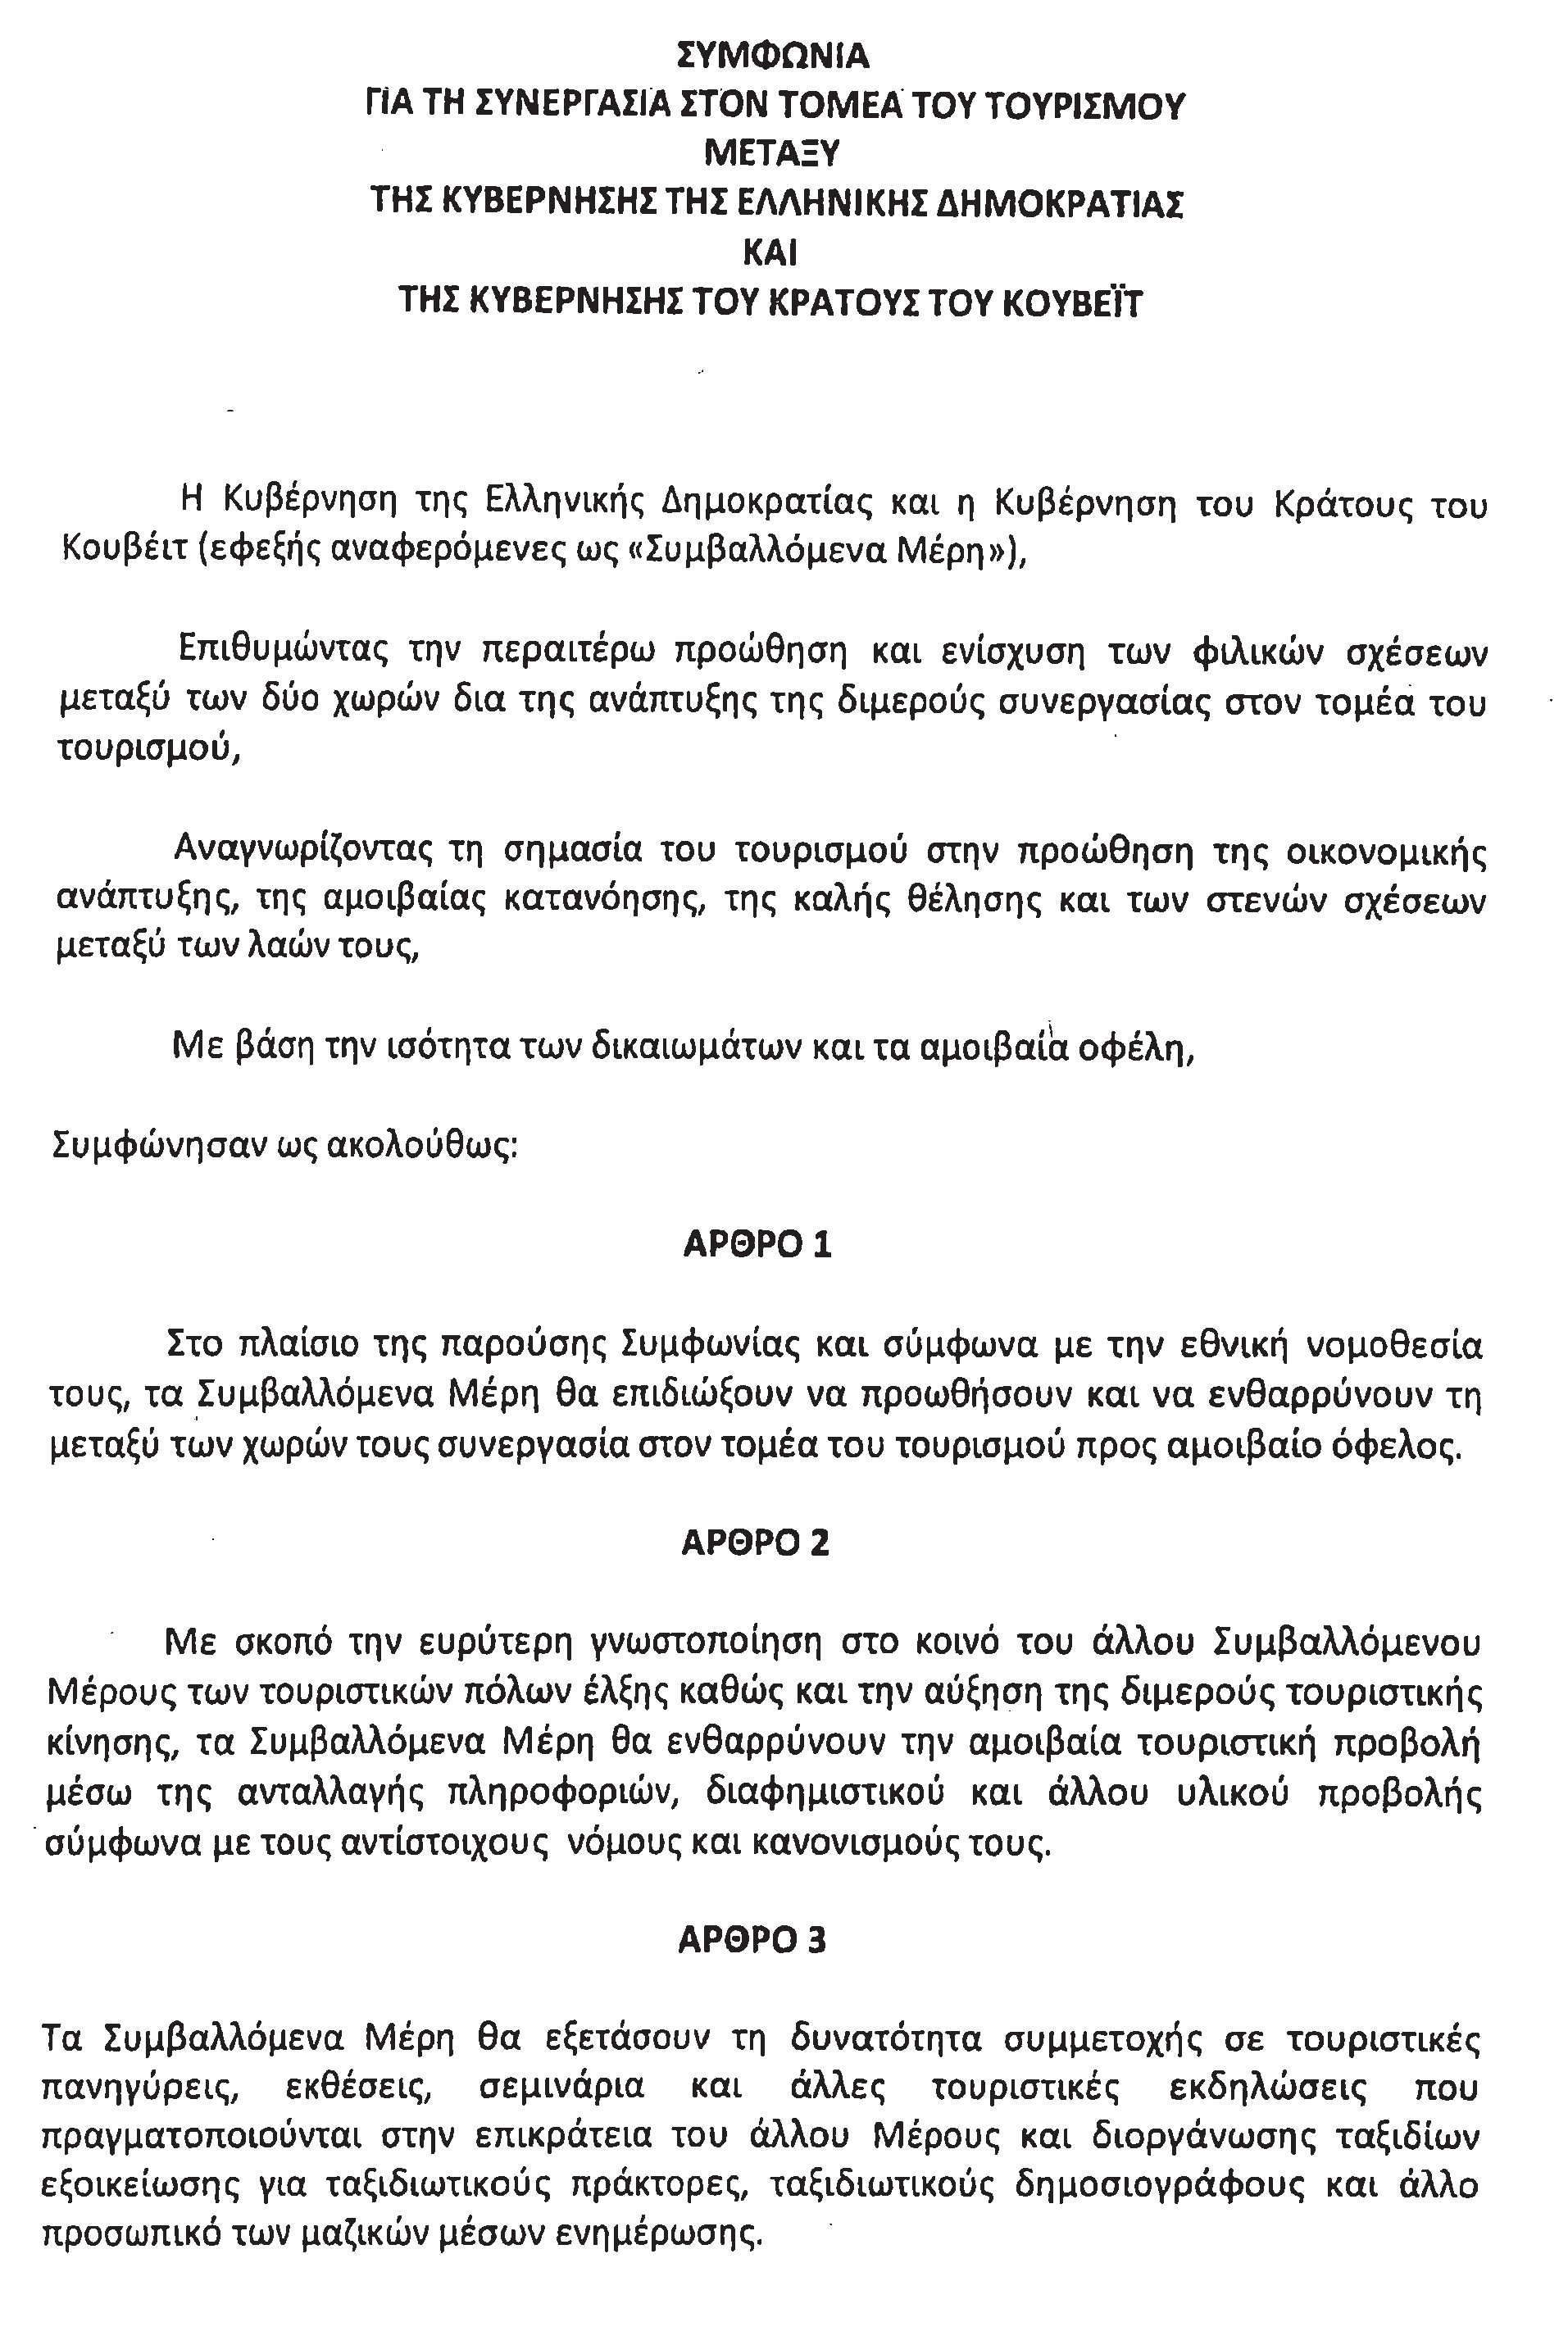 ΣΥΜΦΩΝΙΑ
ΓΙΑ ΤΗ ΣΥΝΕΡΓΑΣΙΑ ΣΤΟΝ ΤΟΜΕΑ ΤΟΥ ΤΟΥΡΙΣΜΟΥ
ΜΕΤΑΞΥ
ΤΗΣ ΚΥΒΕΡΝΗΣΗΣ ΤΗΣ ΕΛΛΗΝΙΚΗΣ ΔΗΜΟΚΡΑΤΙΑΣ
ΚΑΙ
ΤΗΣ ΚΥΒΕΡΝΗΣΗΣ ΤΟΥ ΚΡΑΤΟΥΣ ΤΟΥ ΚΟΥΒΕΪΤ
Η Κυβέρνηση της Ελληνικής Δημοκρατίας και η Κυβέρνηση του Κράτους του
Κουβέιτ (εφεξής αναφερόμενες ως «Συμβαλλόμενα Μέρη»),
Επιθυμώντας την περαιτέρω προώθηση και ενίσχυση των φιλικών σχέσεων
μεταξύ των δύο χωρών δια της ανάπτυξης της διμερούς συνεργασίας στον τομέα του
τουρισμού,
Αναγνωρίζοντας τη σημασία του τουρισμού στην προώθηση της οικονομικής
ανάπτυξης, της αμοιβαίας κατανόησης, της καλής θέλησης και των στενών σχέσεων
μεταξύ των λαών τους,
Με βάση την ισότητα των δικαιωμάτων και τα αμοιβαία οφέλη,
Συμφώνησαν ως ακολούθως:
ΑΡΘΡΟ 1
Στο πλαίσιο της παρούσης Συμφωνίας και σύμφωνα με την εθνική νομοθεσία
τους, τα Συμβαλλόμενα Μέρη θα επιδιώξουν να προωθήσουν και να ενθαρρύνουν τη
μεταξύ των χωρών τους συνεργασία στον τομέα του τουρισμού προς αμοιβαίο όφελος.
ΑΡΘΡΟ 2
Με σκοπό την ευρύτερη γνωστοποίηση στο κοινό του άλλου Συμβαλλόμενου
Μέρους των τουριστικών πόλων έλξης καθώς και την αύξηση της διμερούς τουριστικής
κίνησης, τα Συμβαλλόμενα Μέρη θα ενθαρρύνουν την αμοιβαία τουριστική προβολή
μέσω της ανταλλαγής πληροφοριών, διαφημιστικού και άλλου υλικού προβολής
σύμφωνα με τους αντίστοιχους νόμους και κανονισμούς τους.
ΑΡΘΡΟ 3
Τα Συμβαλλόμενα Μέρη θα εξετάσουν τη δυνατότητα συμμετοχής σε τουριστικές
πανηγύρεις, εκθέσεις, σεμινάρια και άλλες τουριστικές εκδηλώσεις που
πραγματοποιούνται στην επικράτεια του άλλου Μέρους και διοργάνωσης ταξιδίων
εξοικείωσης για ταξιδιωτικούς πράκτορες, ταξιδιωτικούς δημοσιογράφους και άλλο
προσωπικό των μαζικών μέσων ενημέρωσης.